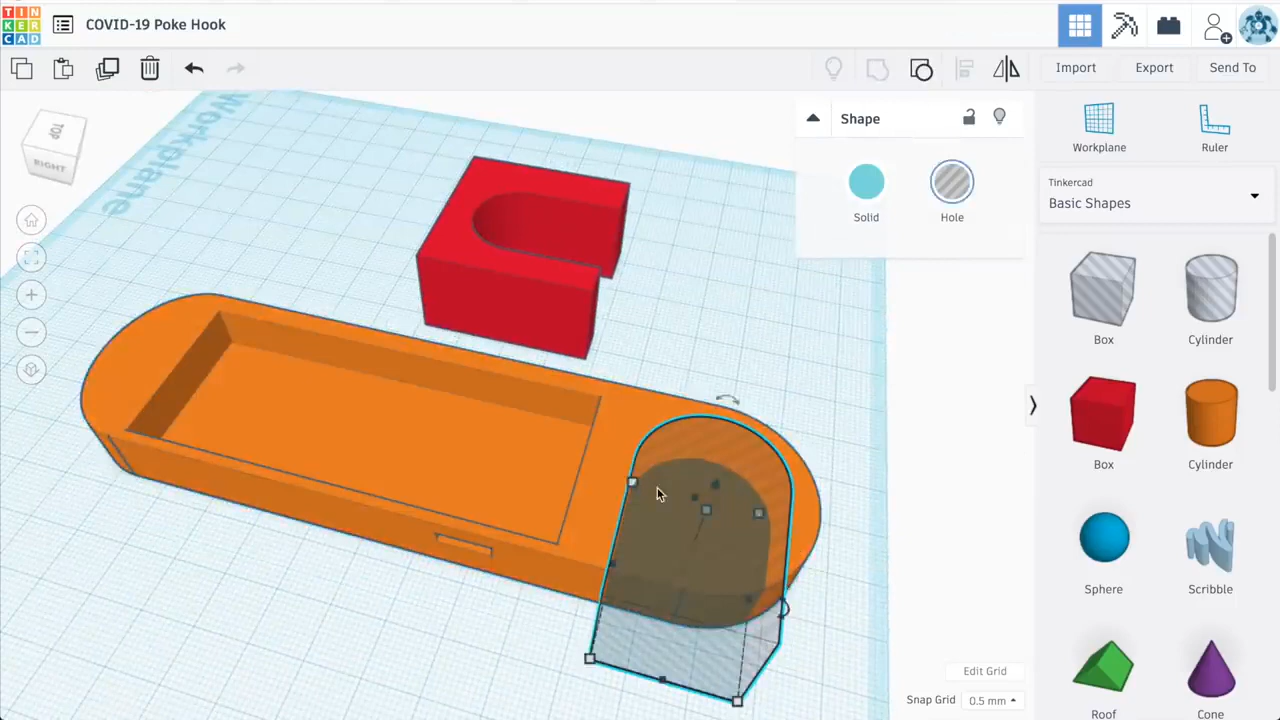 TIN
KER
CAD
COVID-19 Poke Hook
Import
Export
Send To
Workplane
TOP
RIGHT
Shape
Solid
Hole
Workplane
Ruler
Tinkercad
Basic Shapes
Box
Cylinder
Box
Cylinder
Sphere
Scribble
Roof
Cone
Edit Grid
Snap Grid
0.5 mm